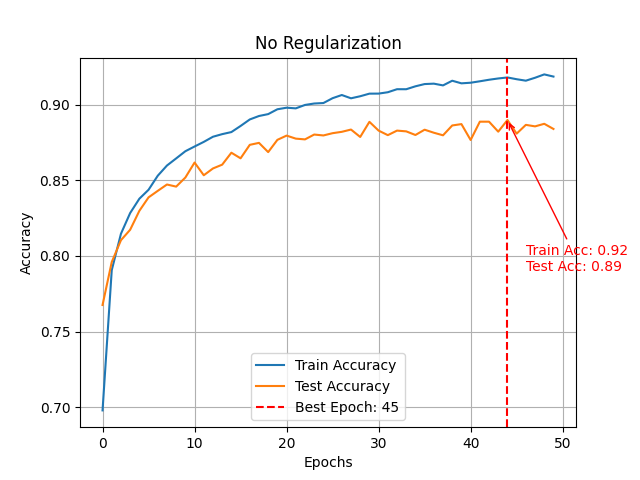 No Regularization
Accuracy
0.90
0.85
0.80
0.75
0.70
Train Acc: 0.92
Test Acc: 0.89
Train Accuracy
Test Accuracy
Best Epoch: 45
0 10 20 30 40 50
Epochs